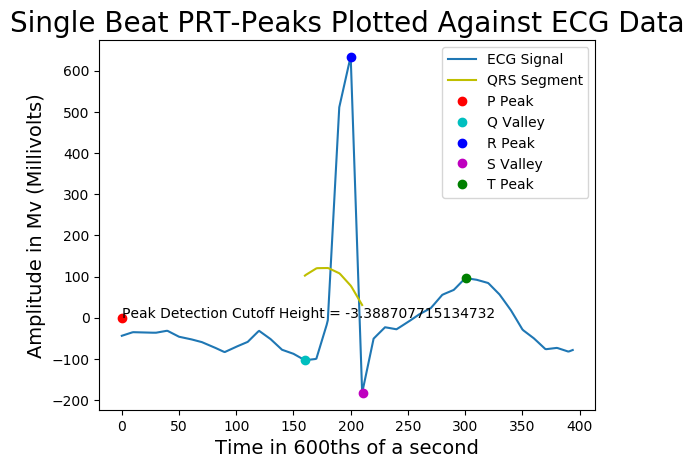 Single Beat PRT-Peaks Plotted Against ECG Data
ECG Signal
QRS Segment
P Peak
Q Valley
R Peak
S Valley
T Peak
Amplitude in Mv (Millivolts)
600
500
400
300
200
100
0
−100
−200
Peak Detection Cutoff Height = -3.388707715134732
0 50 100 150 200 250 300 350 400
Time in 600ths of a second